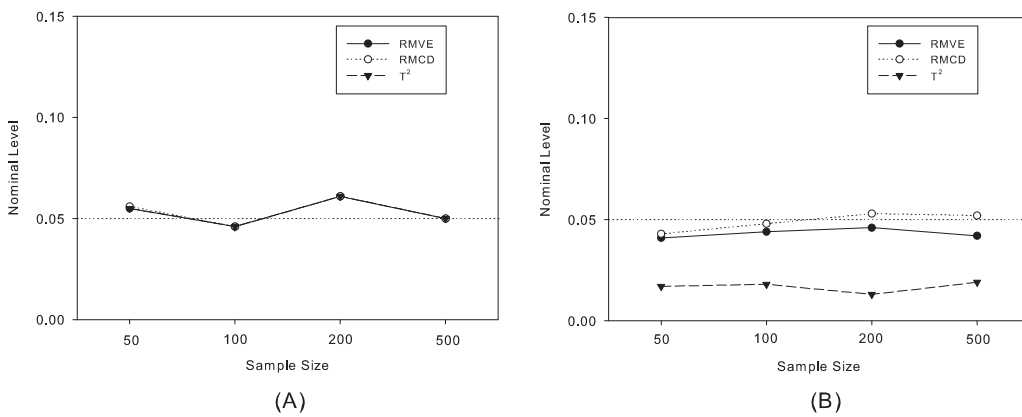 0.15
RMVE
RMCD
T²
0.10
0.05
0.00
Nominal Level
50 100 200 500
Sample Size
(A)
0.15
RMVE
RMCD
T²
0.10
0.05
0.00
Nominal Level
50 100 200 500
Sample Size
(B)